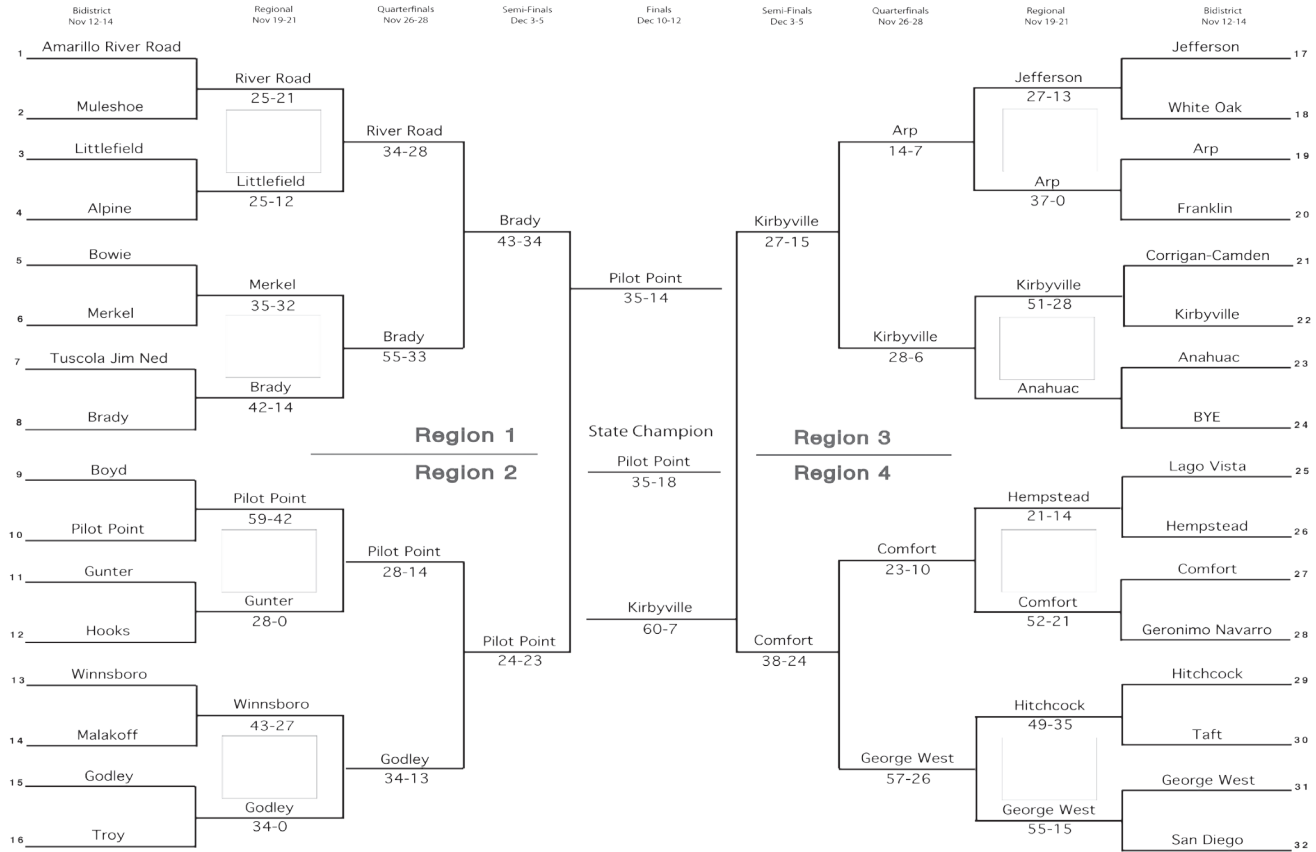 Bidistrict
Nov 12-14
Regional
Nov 19-21
Quarterfinals
Nov 26-28
Semi-Finals
Dec 3-5
Finals
Dec 10-12
Semi-Finals
Dec 3-5
Quarterfinals
Nov 26-28
Regional
Nov 19-21
Bidistrict
Nov 12-14
1 Amarillo River Road
2 Muleshoe
3 Littlefield
4 Alpine
5 Bowie
6 Merkel
7 Tuscola Jim Ned
8 Brady
9 Boyd
10 Pilot Point
11 Gunter
12 Hooks
13 Winnsboro
14 Malakoff
15 Godley
16 Troy
River Road
25-21
Littlefield
25-12
Merkel
35-32
Brady
42-14
Pilot Point
59-42
Gunter
28-0
Winnsboro
43-27
Godley
34-0
River Road
34-28
Brady
55-33
Pilot Point
28-14
Godley
34-13
Brady
43-34
Pilot Point
24-23
Region 1
Region 2
Pilot Point
35-14
State Champion
Pilot Point
35-18
Kirbyville
60-7
Region 3
Region 4
Kirbyville
27-15
Comfort
38-24
Arp
14-7
Kirbyville
28-6
Comfort
23-10
George West
57-26
Jefferson
27-13
Arp
37-0
Kirbyville
51-28
Anahuac
Hempstead
21-14
Comfort
52-21
Hitchcock
49-35
George West
55-15
Jefferson 17
White Oak 18
Arp 19
Franklin 20
Corrigan-Camden 21
Kirbyville 22
Anahuac 23
BYE 24
Lago Vista 25
Hempstead 26
Comfort 27
Geronimo Navarro 28
Hitchcock 29
Taft 30
George West 31
San Diego 32